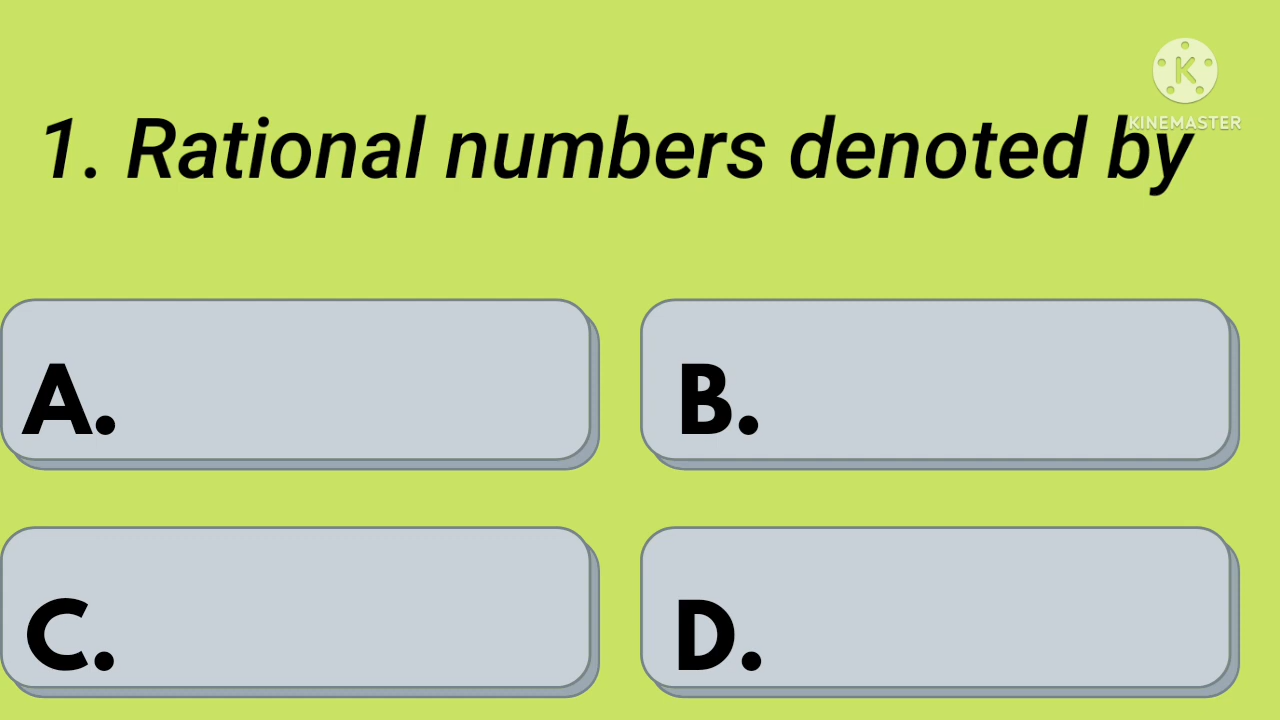 K
KINEMASTER
1. Rational numbers denoted by
A.
B.
C.
D.